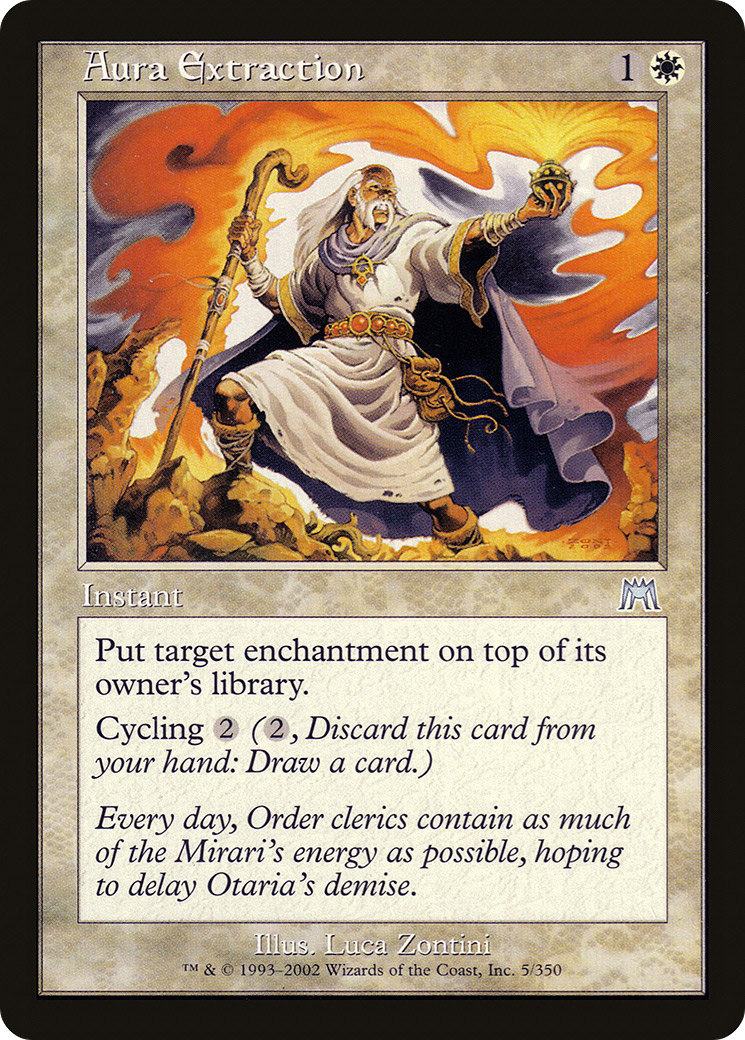 Aura Extraction 1
ZONT
2002
Instant
Put target enchantment on top of its
owner's library.
Cycling 2 (2, Discard this card from
your hand: Draw a card.)
Every day, Order clerics contain as much
of the Mirari's energy as possible, hoping
to delay Otaria's demise.
Illus. Luca Zontini
™ & © 1993–2002 Wizards of the Coast, Inc. 5/350